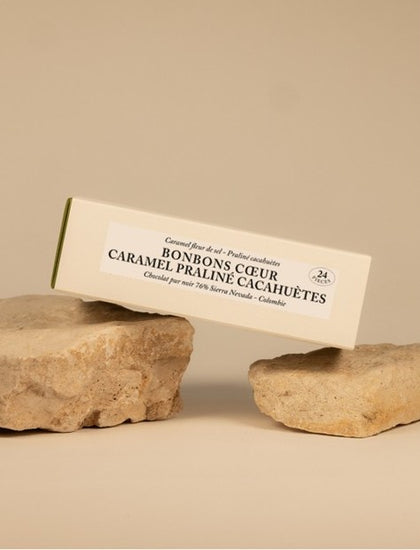 Caramel fleur de sel - Praliné cacahuètes
BONBONS CŒUR
CARAMEL PRALINÉ CACAHUÈTES
Chocolat pur noir 76% Sierra Nevada - Colombie
24
PIÈCES